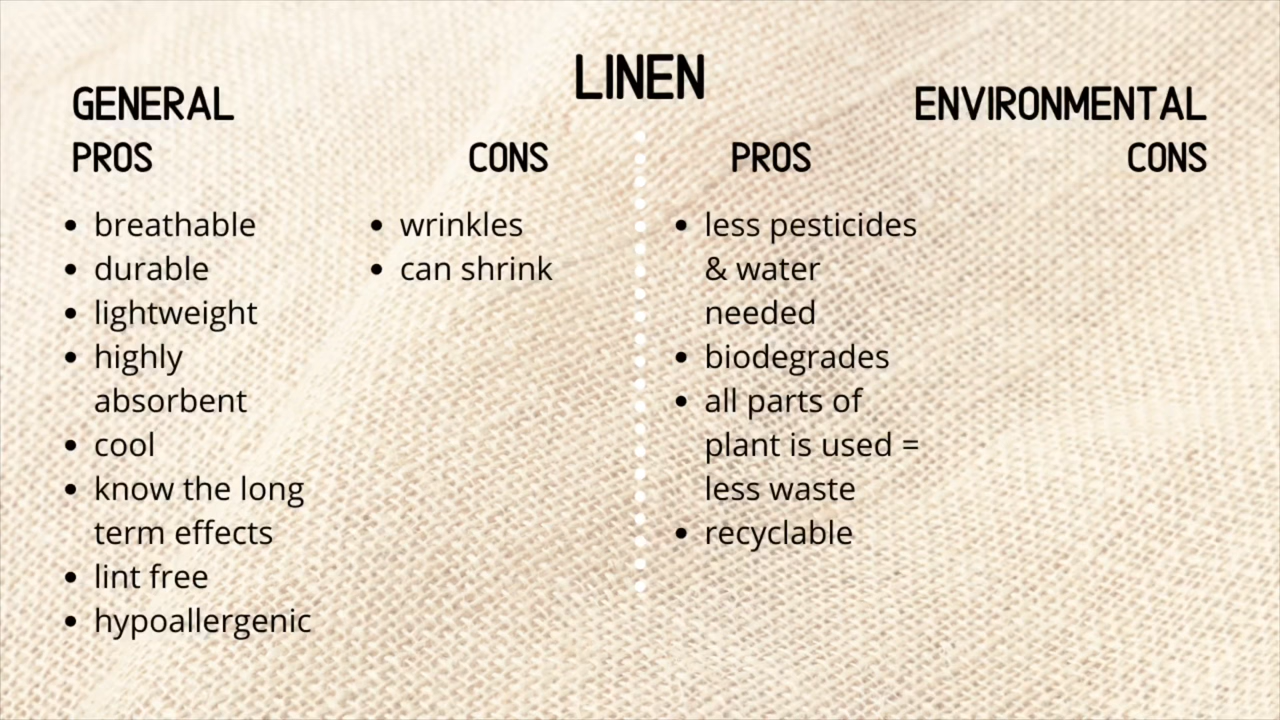 LINEN
GENERAL
PROS
CONS
breathable
durable
lightweight
highly
absorbent
cool
know the long
term effects
lint free
hypoallergenic
wrinkles
can shrink
ENVIRONMENTAL
PROS
CONS
less pesticides
& water
needed
biodegrades
all parts of
plant is used =
less waste
recyclable